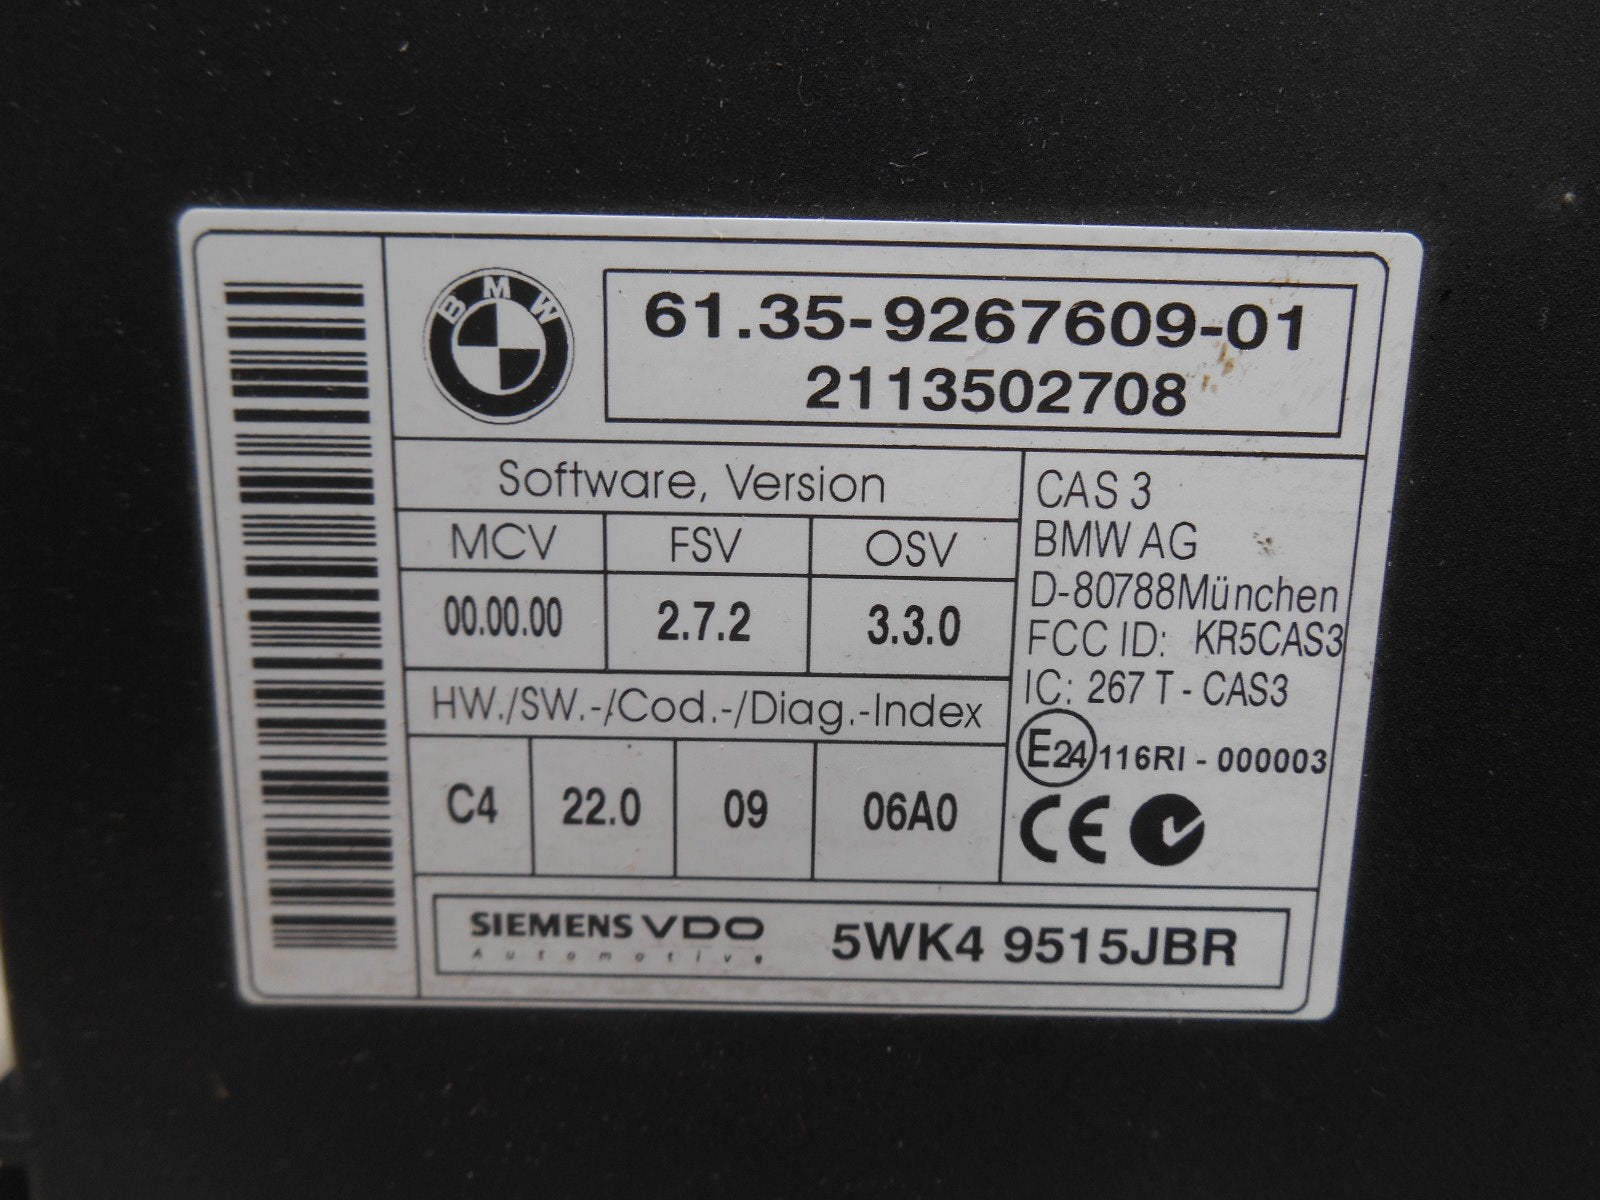 BMW
61.35-9267609-01
2113502708
Software, Version
MCV FSV OSV
00.00.00 2.7.2 3.3.0
HW./SW.-/Cod.-/Diag.-Index
C4 22.0 09 06A0
CAS 3
BMW AG
D-80788München
FCC ID: KR5CAS3
IC: 267 T - CAS3
E24 116RI - 000003
CE
SIEMENS VDO
Automotive
5WK4 9515JBR